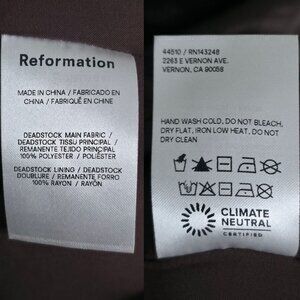 Reformation
MADE IN CHINA / FABRICADO EN
CHINA / FABRIQUÉ EN CHINE
DEADSTOCK MAIN FABRIC /
DEADSTOCK TISSU PRINCIPAL /
REMANENTE TEJIDO PRINCIPAL
100% POLYESTER / POLIÉSTER
DEADSTOCK LINING / DEADSTOCK
DOUBLURE / REMANENTE FORRO
100% RAYON / RAYÓN
44510 / RN143248
2263 E VERNON AVE.
VERNON, CA 90058
HAND WASH COLD, DO NOT BLEACH,
DRY FLAT, IRON LOW HEAT, DO NOT
DRY CLEAN
CLIMATE
NEUTRAL
CERTIFIED